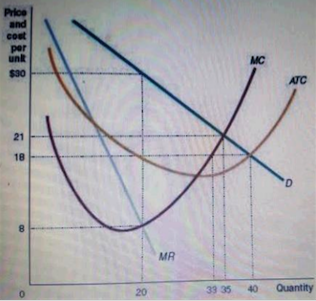 Price
and
cost
per
unit
$30
21
18
8
0
MC
ATC
D
MR
20
33 35
40
Quantity